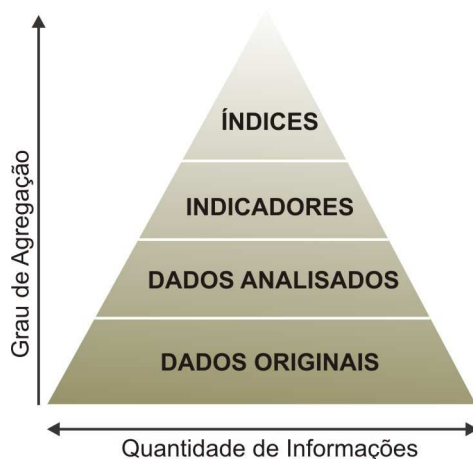 ÍNDICES
INDICADORES
DADOS ANALISADOS
DADOS ORIGINAIS
Grau de Agregação
Quantidade de Informações